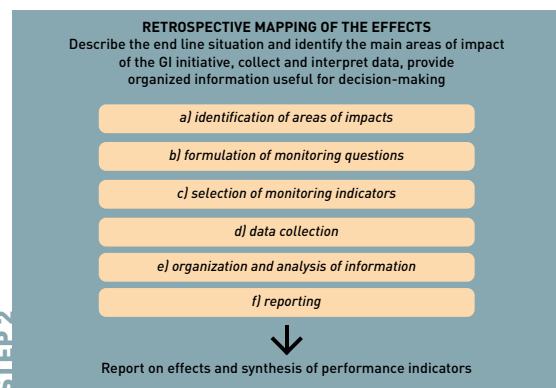 RETROSPECTIVE MAPPING OF THE EFFECTS
Describe the end line situation and identify the main areas of impact
of the GI initiative, collect and interpret data, provide
organized information useful for decision-making
a) identification of areas of impacts
b) formulation of monitoring questions
c) selection of monitoring indicators
d) data collection
e) organization and analysis of information
f) reporting
Report on effects and synthesis of performance indicators
STEP 2